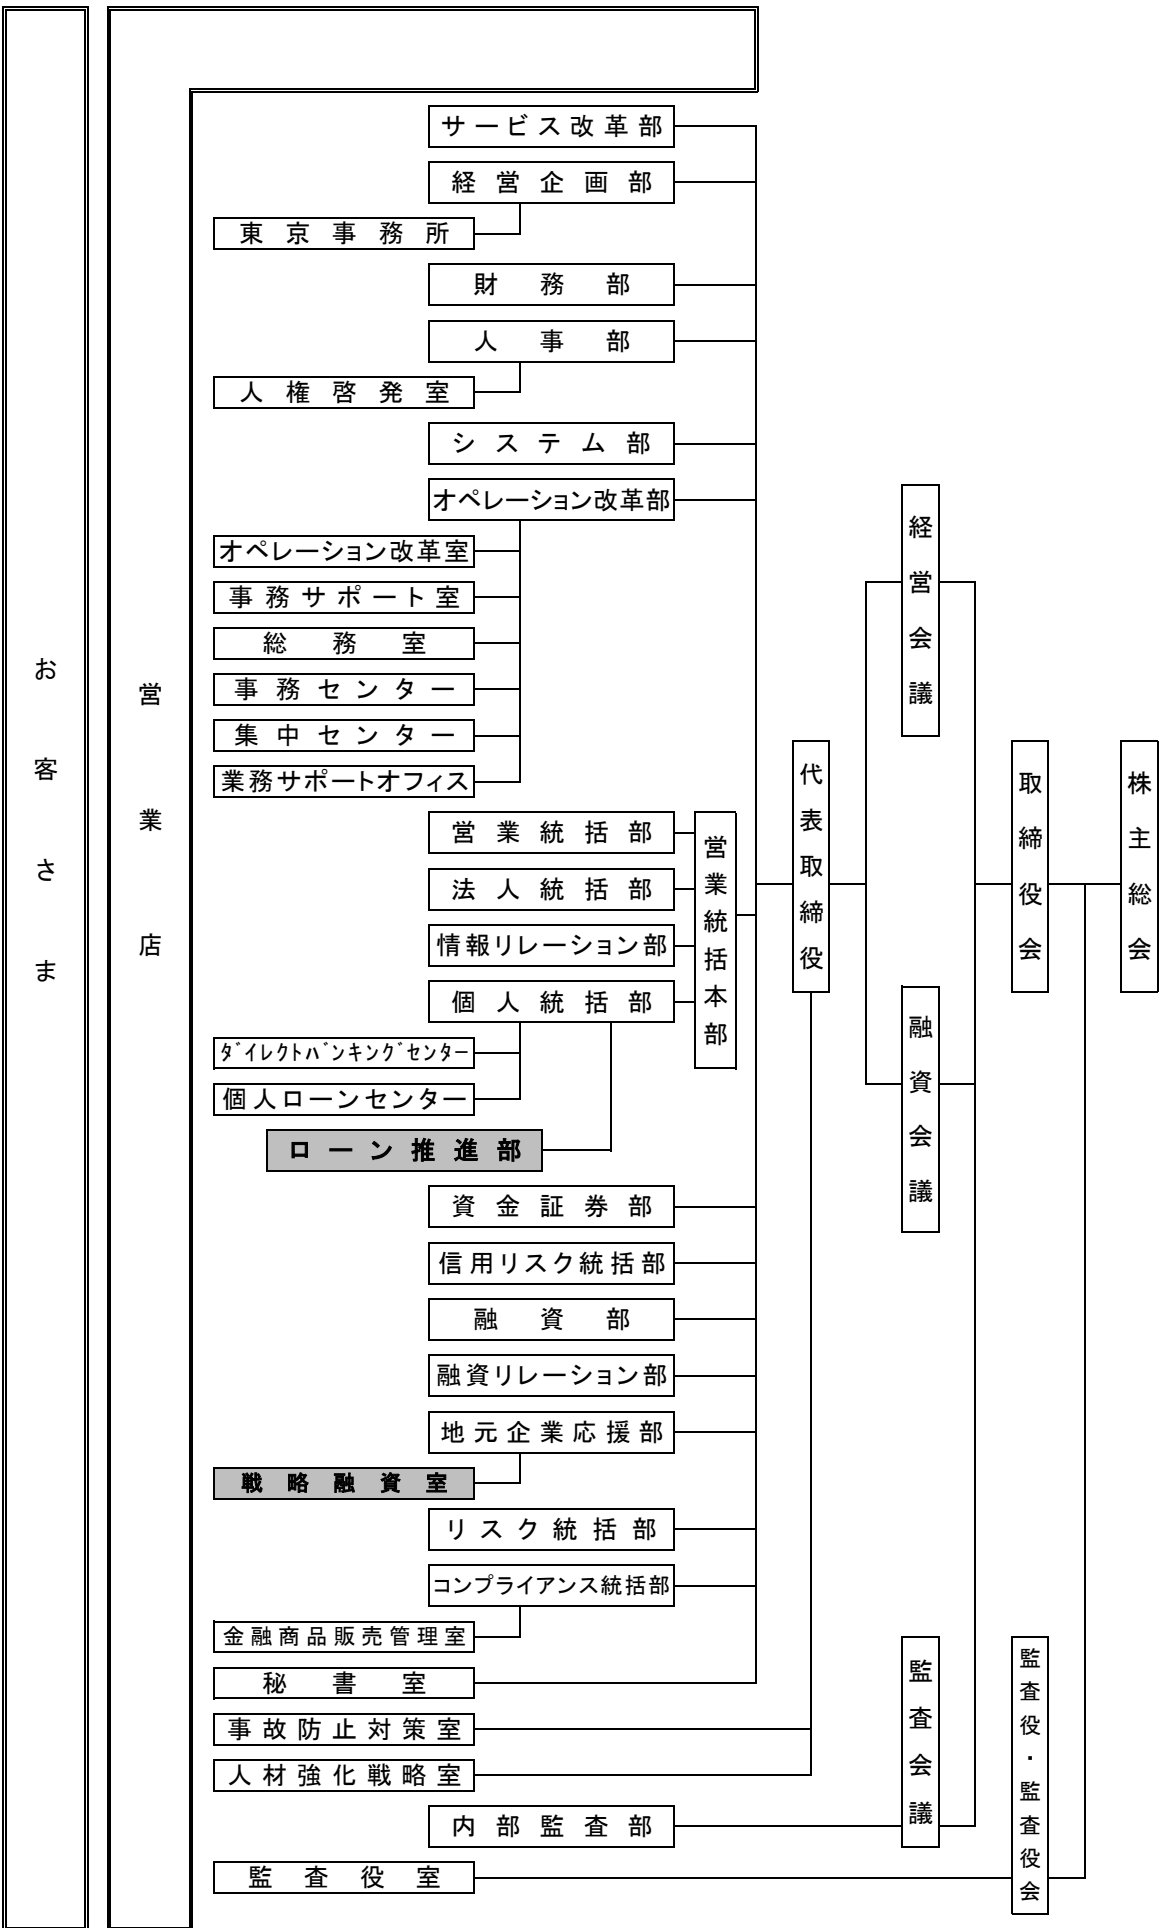 お客さま
営業店
サービス改革部
経営企画部
東京事務所
財務部
人事部
人権啓発室
システム部
オペレーション改革部
オペレーション改革室
事務サポート室
総務室
事務センター
集中センター
業務サポートオフィス
営業統括部
法人統括部
情報リレーション部
個人統括部
営業統括本部
ダイレクトバンキングセンター
個人ローンセンター
ローン推進部
資金証券部
信用リスク統括部
融資部
融資リレーション部
地元企業応援部
戦略融資室
リスク統括部
コンプライアンス統括部
金融商品販売管理室
秘書室
事故防止対策室
人材強化戦略室
内部監査部
監査役室
代表取締役
経営会議
融資会議
監査会議
取締役会
監査役・監査役会
株主総会